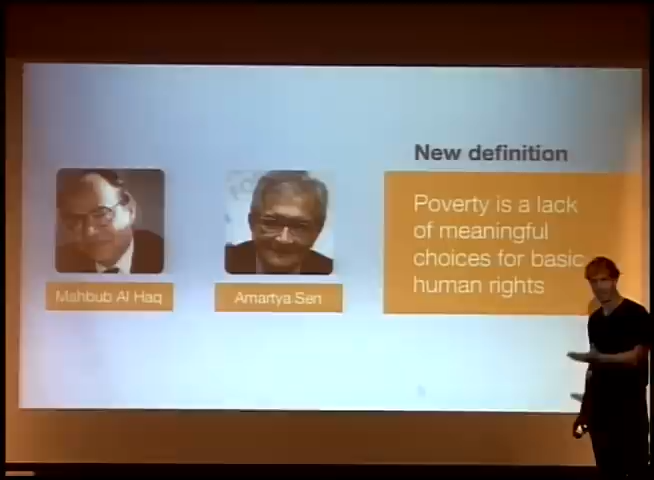 New definition
Poverty is a lack
of meaningful
choices for basic
human rights
Mahbub Al Haq
Amartya Sen